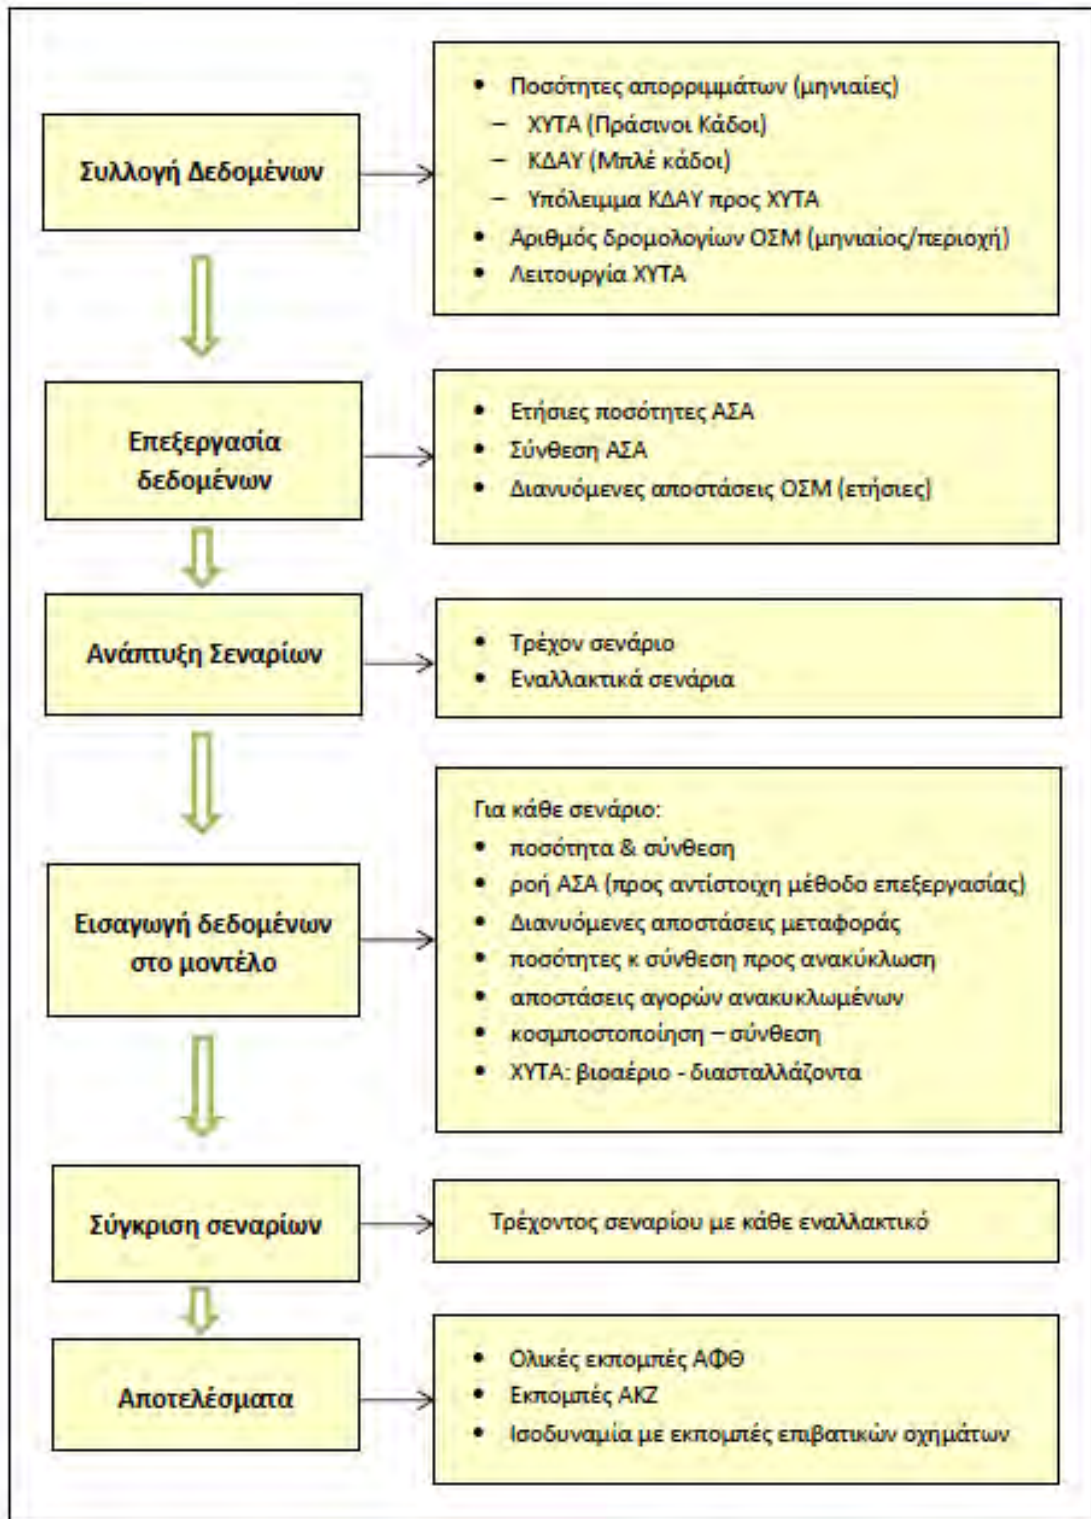 Συλλογή Δεδομένων
• Ποσότητες απορριμμάτων (μηνιαίες)
– ΧΥΤΑ (Πράσινοι Κάδοι)
– ΚΔΑΥ (Μπλέ κάδοι)
– Υπόλειμμα ΚΔΑΥ προς ΧΥΤΑ
• Αριθμός δρομολογίων ΟΣΜ (μηνιαίος/περιοχή)
• Λειτουργία ΧΥΤΑ
Επεξεργασία
δεδομένων
• Ετήσιες ποσότητες ΑΣΑ
• Σύνθεση ΑΣΑ
• Διανυόμενες αποστάσεις ΟΣΜ (ετήσιες)
Ανάπτυξη Σεναρίων
• Τρέχον σενάριο
• Εναλλακτικά σενάρια
Εισαγωγή δεδομένων
στο μοντέλο
Για κάθε σενάριο:
• ποσότητα & σύνθεση
• ροή ΑΣΑ (προς αντίστοιχη μέθοδο επεξεργασίας)
• Διανυόμενες αποστάσεις μεταφοράς
• ποσότητες κ σύνθεση προς ανακύκλωση
• αποστάσεις αγορών ανακυκλωμένων
• κοσμποστοποίηση – σύνθεση
• ΧΥΤΑ: βιοαέριο - διασταλλάζοντα
Σύγκριση σεναρίων
Τρέχοντος σεναρίου με κάθε εναλλακτικό
Αποτελέσματα
• Ολικές εκπομπές ΑΦΘ
• Εκπομπές ΑΚΖ
• Ισοδυναμία με εκπομπές επιβατικών οχημάτων